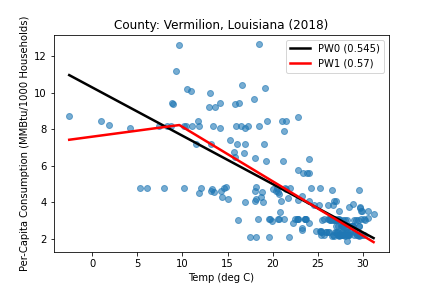 County: Vermilion, Louisiana (2018)
PW0 (0.545)
PW1 (0.57)
Per-Capita Consumption (MMBtu/1000 Households)
12
10
8
6
4
2
0 5 10 15 20 25 30
Temp (deg C)